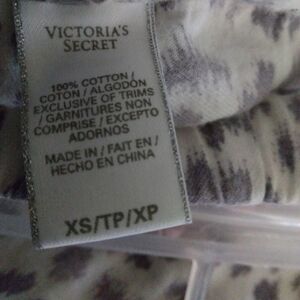 VICTORIA'S
SECRET
100% COTTON /
COTON / ALGODÓN
EXCLUSIVE OF TRIMS
/ GARNITURES NON
COMPRISE / EXCEPTO
ADORNOS
MADE IN / FAIT EN /
HECHO EN CHINA
XS/TP/XP